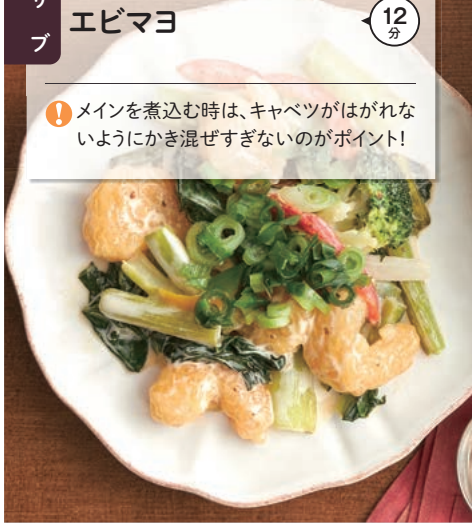 サブ
エビマヨ
12
分
メインを煮込む時は、キャベツがはがれな
いようにかき混ぜすぎないのがポイント!